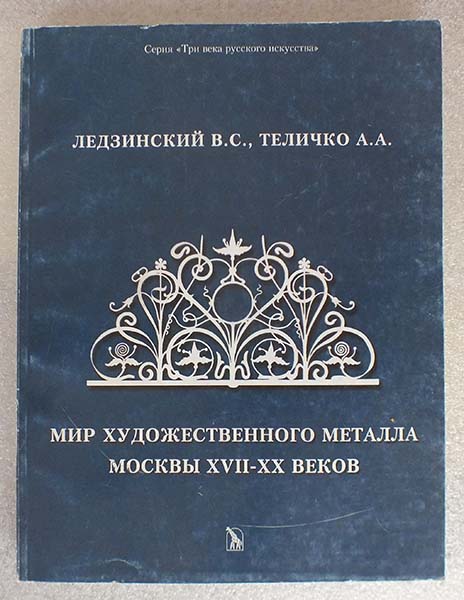 Серия «Три века русского искусства»
ЛЕДЗИНСКИЙ В.С., ТЕЛИЧКО А.А.
МИР ХУДОЖЕСТВЕННОГО МЕТАЛЛА
МОСКВЫ XVII-XX ВЕКОВ